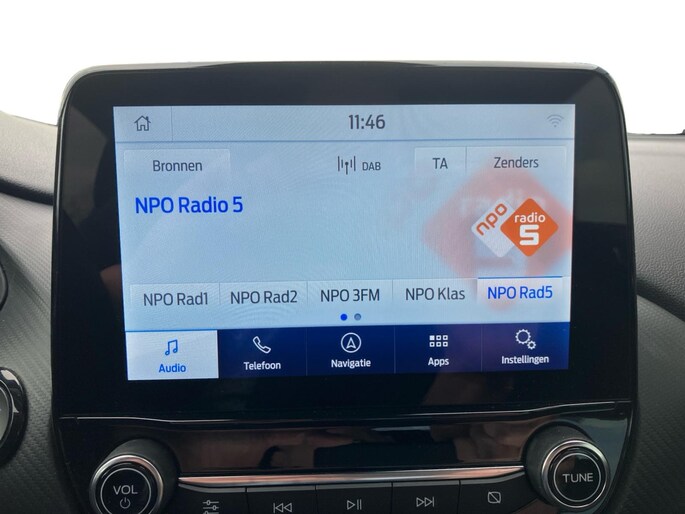 11:46
Bronnen DAB TA Zenders
NPO Radio 5
npo radio 5
NPO Rad1 NPO Rad2 NPO 3FM NPO Klas NPO Rad5
Audio Telefoon Navigatie Apps Instellingen
VOL TUNE